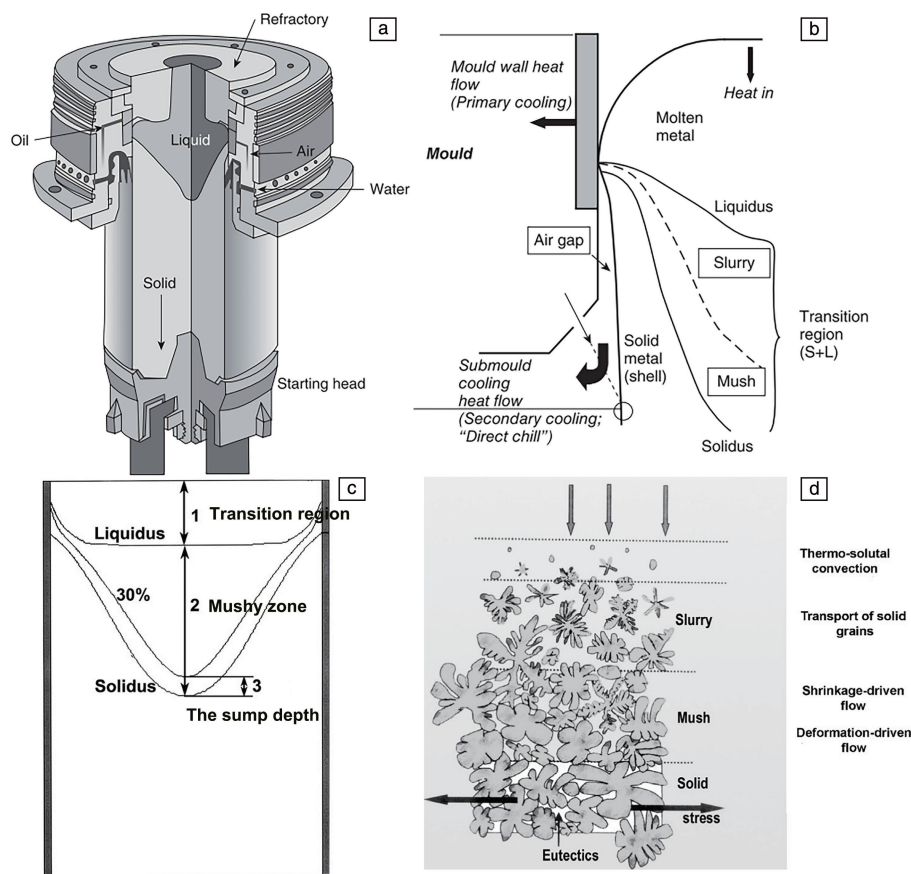 a
Refractory
Oil
Liquid
Air
Water
Solid
Starting head
b
Mould wall heat
flow
(Primary cooling)
Heat in
Molten
metal
Mould
Liquidus
Air gap
Slurry
Transition
region
(S+L)
Solid
metal
(shell)
Mush
Submould
cooling
heat flow
(Secondary cooling;
"Direct chill")
Solidus
c
1 Transition region
Liquidus
30%
2 Mushy zone
Solidus
3
The sump depth
d
Thermo-solutal
convection
Slurry
Transport of solid
grains
Shrinkage-driven
flow
Mush
Deformation-driven
flow
Solid
stress
Eutectics